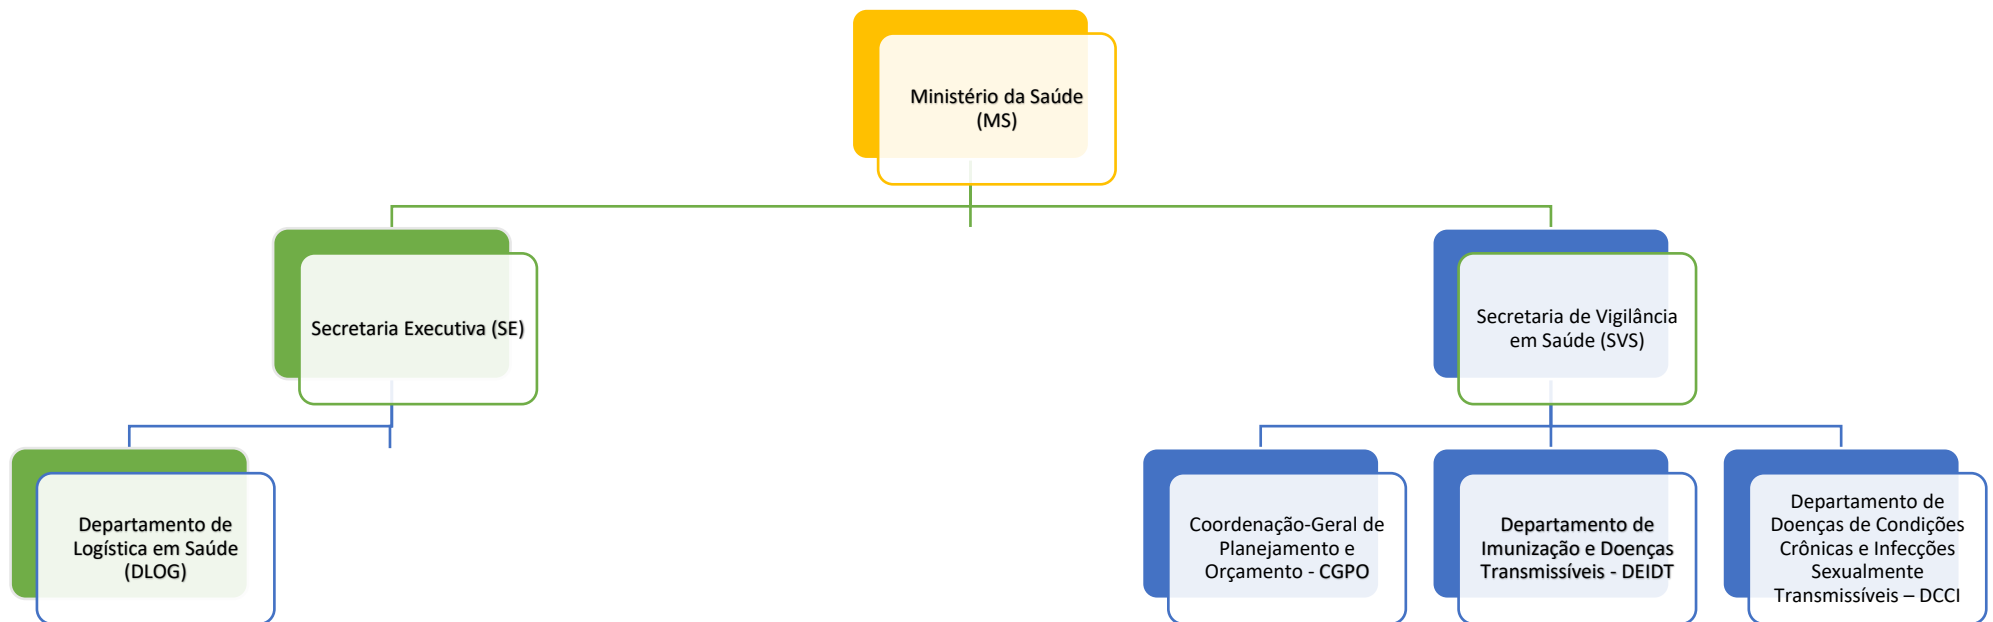 Ministério da Saúde
(MS)
Secretaria Executiva (SE)
Secretaria de Vigilância
em Saúde (SVS)
Departamento de
Logística em Saúde
(DLOG)
Coordenação-Geral de
Planejamento e
Orçamento - CGPO
Departamento de
Imunização e Doenças
Transmissíveis - DEIDT
Departamento de
Doenças de Condições
Crônicas e Infecções
Sexualmente
Transmissíveis – DCCI